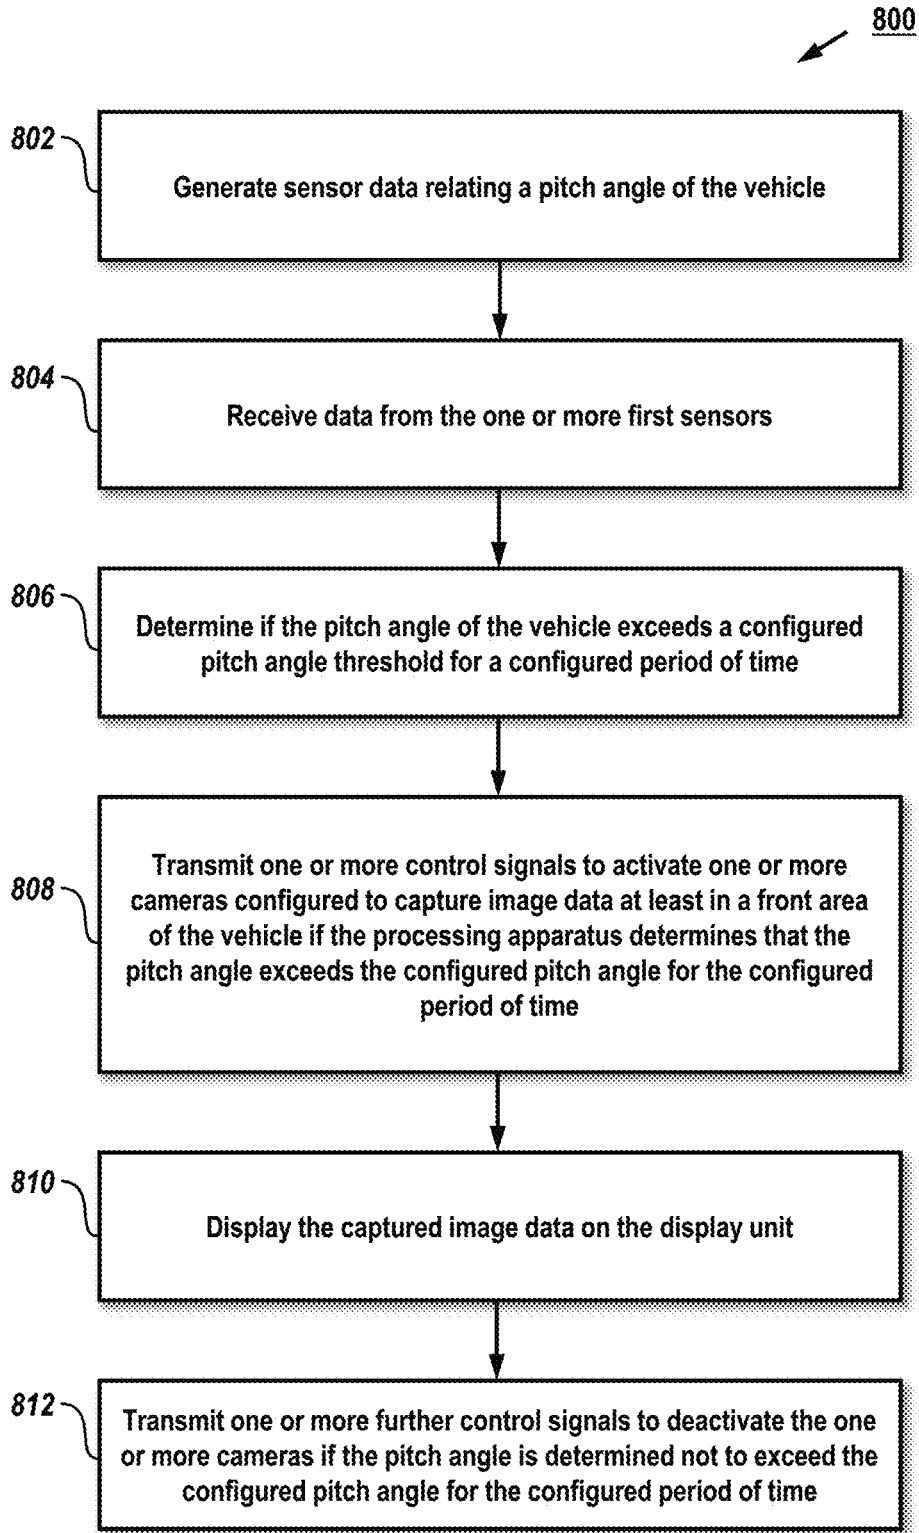 800
802
Generate sensor data relating a pitch angle of the vehicle
804
Receive data from the one or more first sensors
806
Determine if the pitch angle of the vehicle exceeds a configured
pitch angle threshold for a configured period of time
808
Transmit one or more control signals to activate one or more
cameras configured to capture image data at least in a front area
of the vehicle if the processing apparatus determines that the
pitch angle exceeds the configured pitch angle for the configured
period of time
810
Display the captured image data on the display unit
812
Transmit one or more further control signals to deactivate the one
or more cameras if the pitch angle is determined not to exceed the
configured pitch angle for the configured period of time